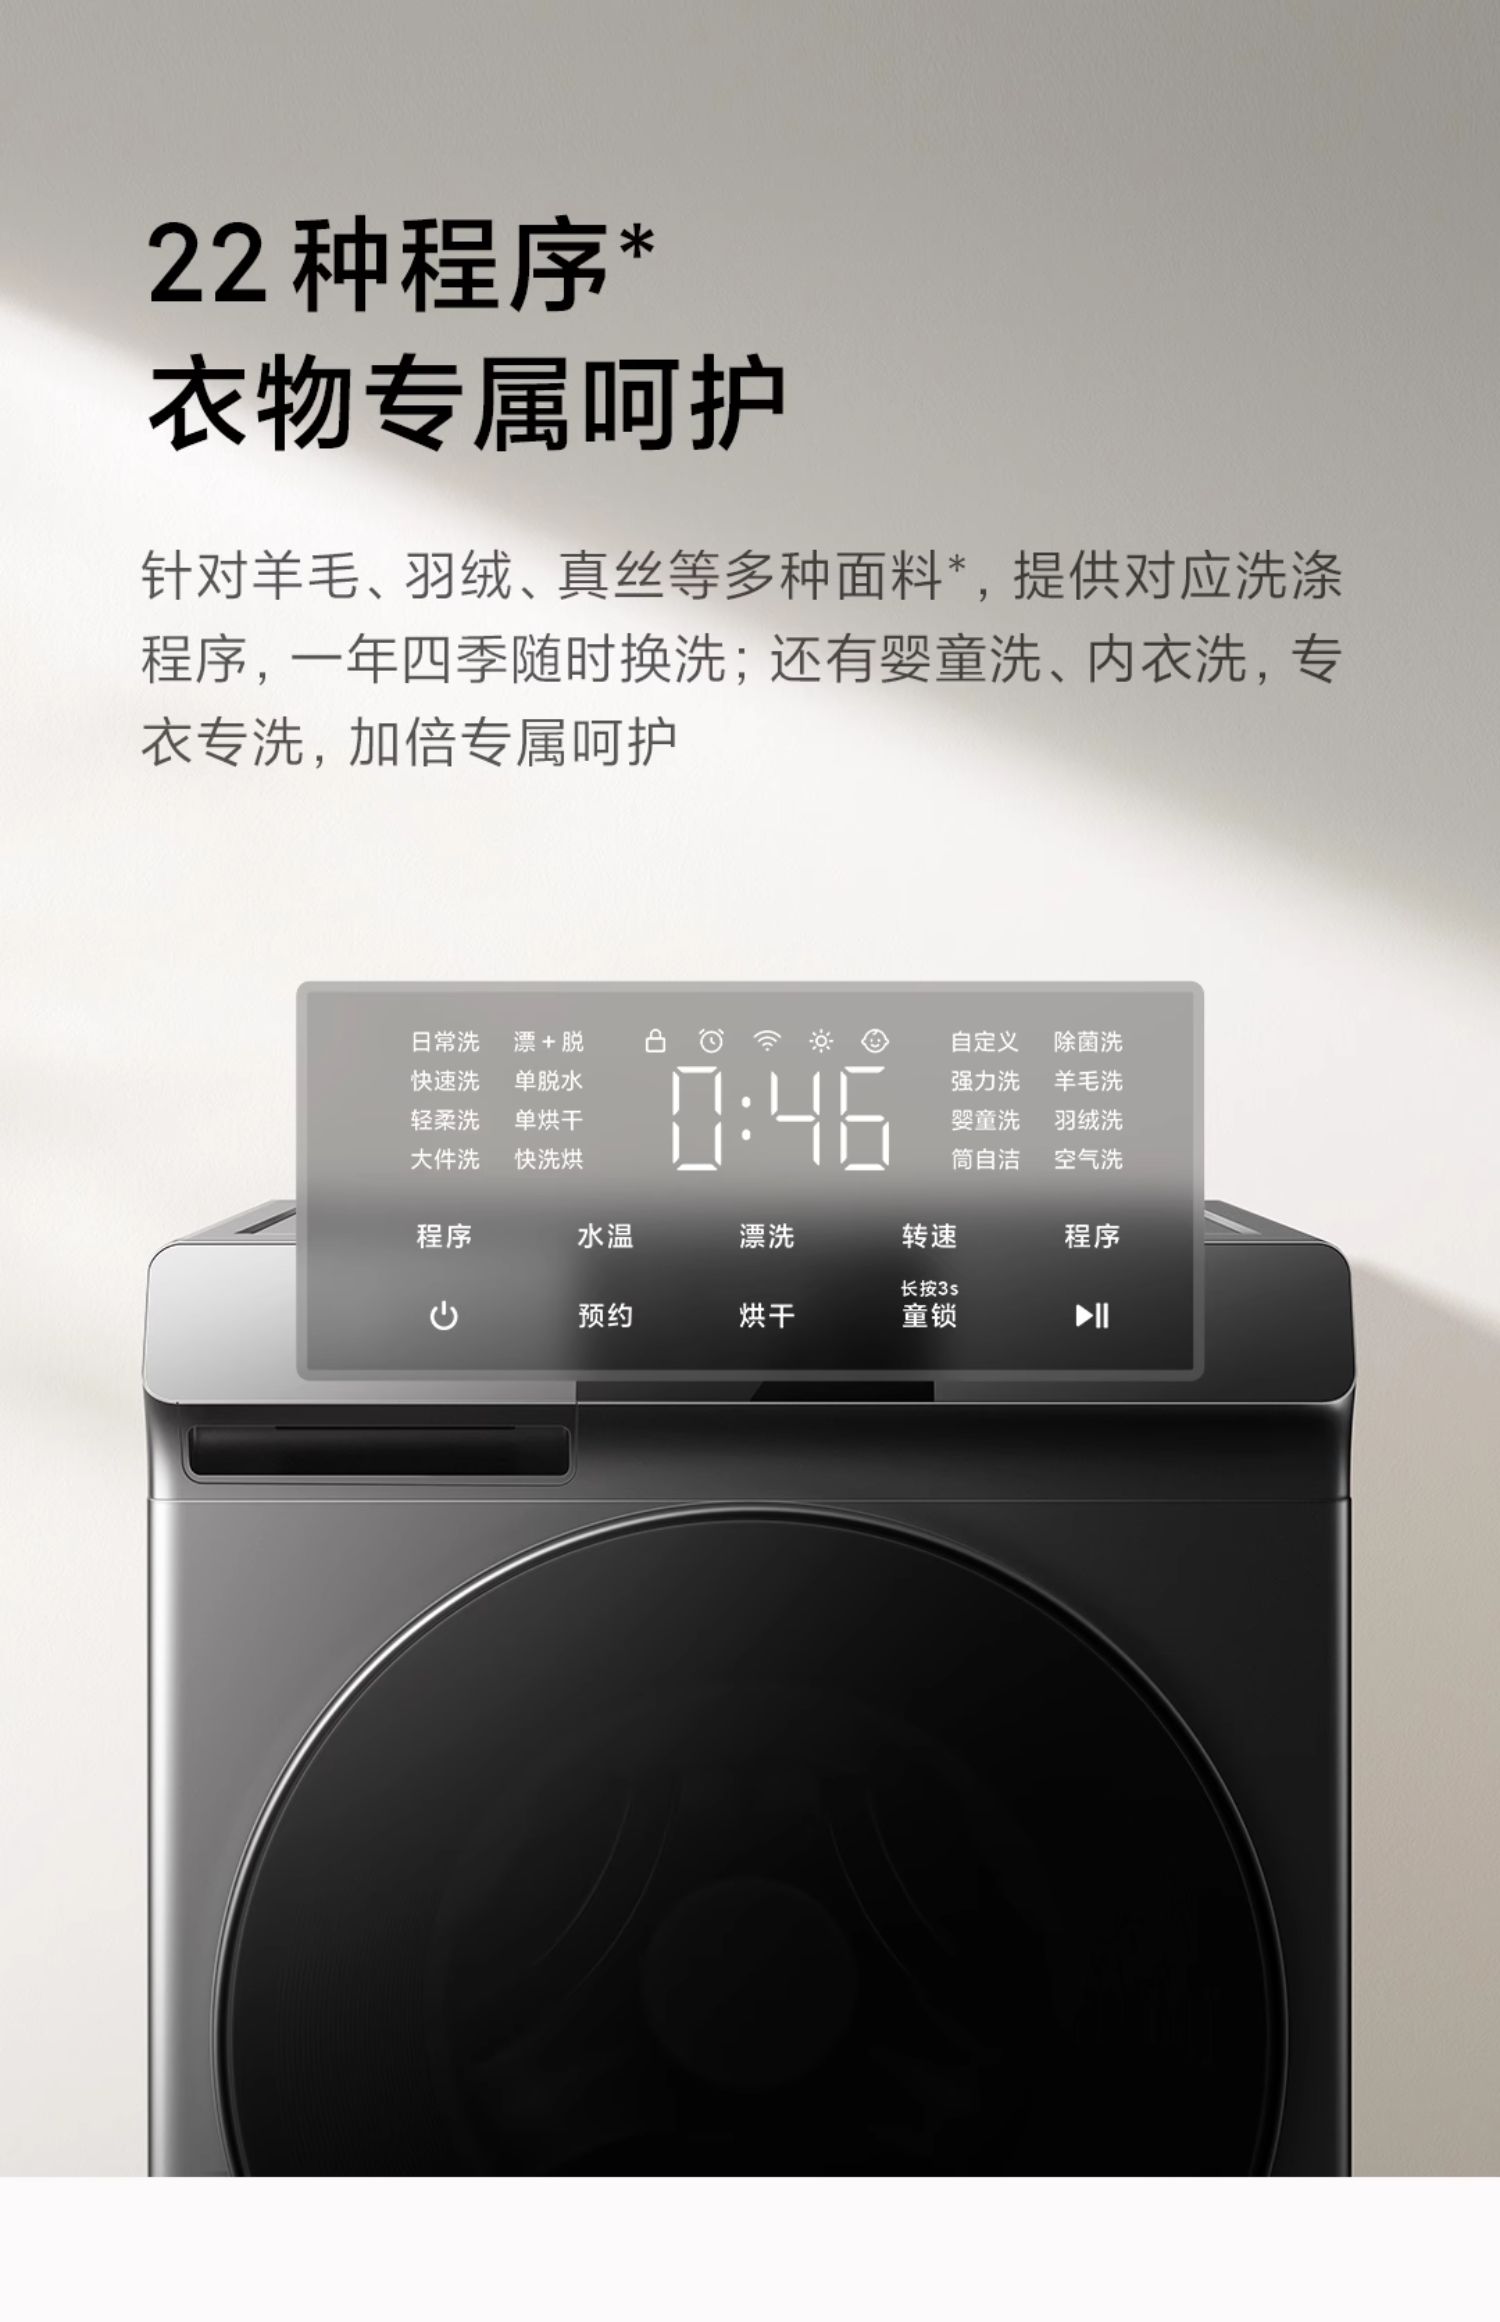 22 种程序*
衣物专属呵护
针对羊毛、羽绒、真丝等多种面料*，提供对应洗涤
程序，一年四季随时换洗；还有婴童洗、内衣洗，专
衣专洗，加倍专属呵护
日常洗 漂+脱 自定义 除菌洗
快速洗 单脱水 强力洗 羊毛洗
轻柔洗 单烘干 0:46 婴童洗 羽绒洗
大件洗 快洗烘 筒自洁 空气洗
程序 水温 漂洗 转速 程序
长按3s
预约 烘干 童锁